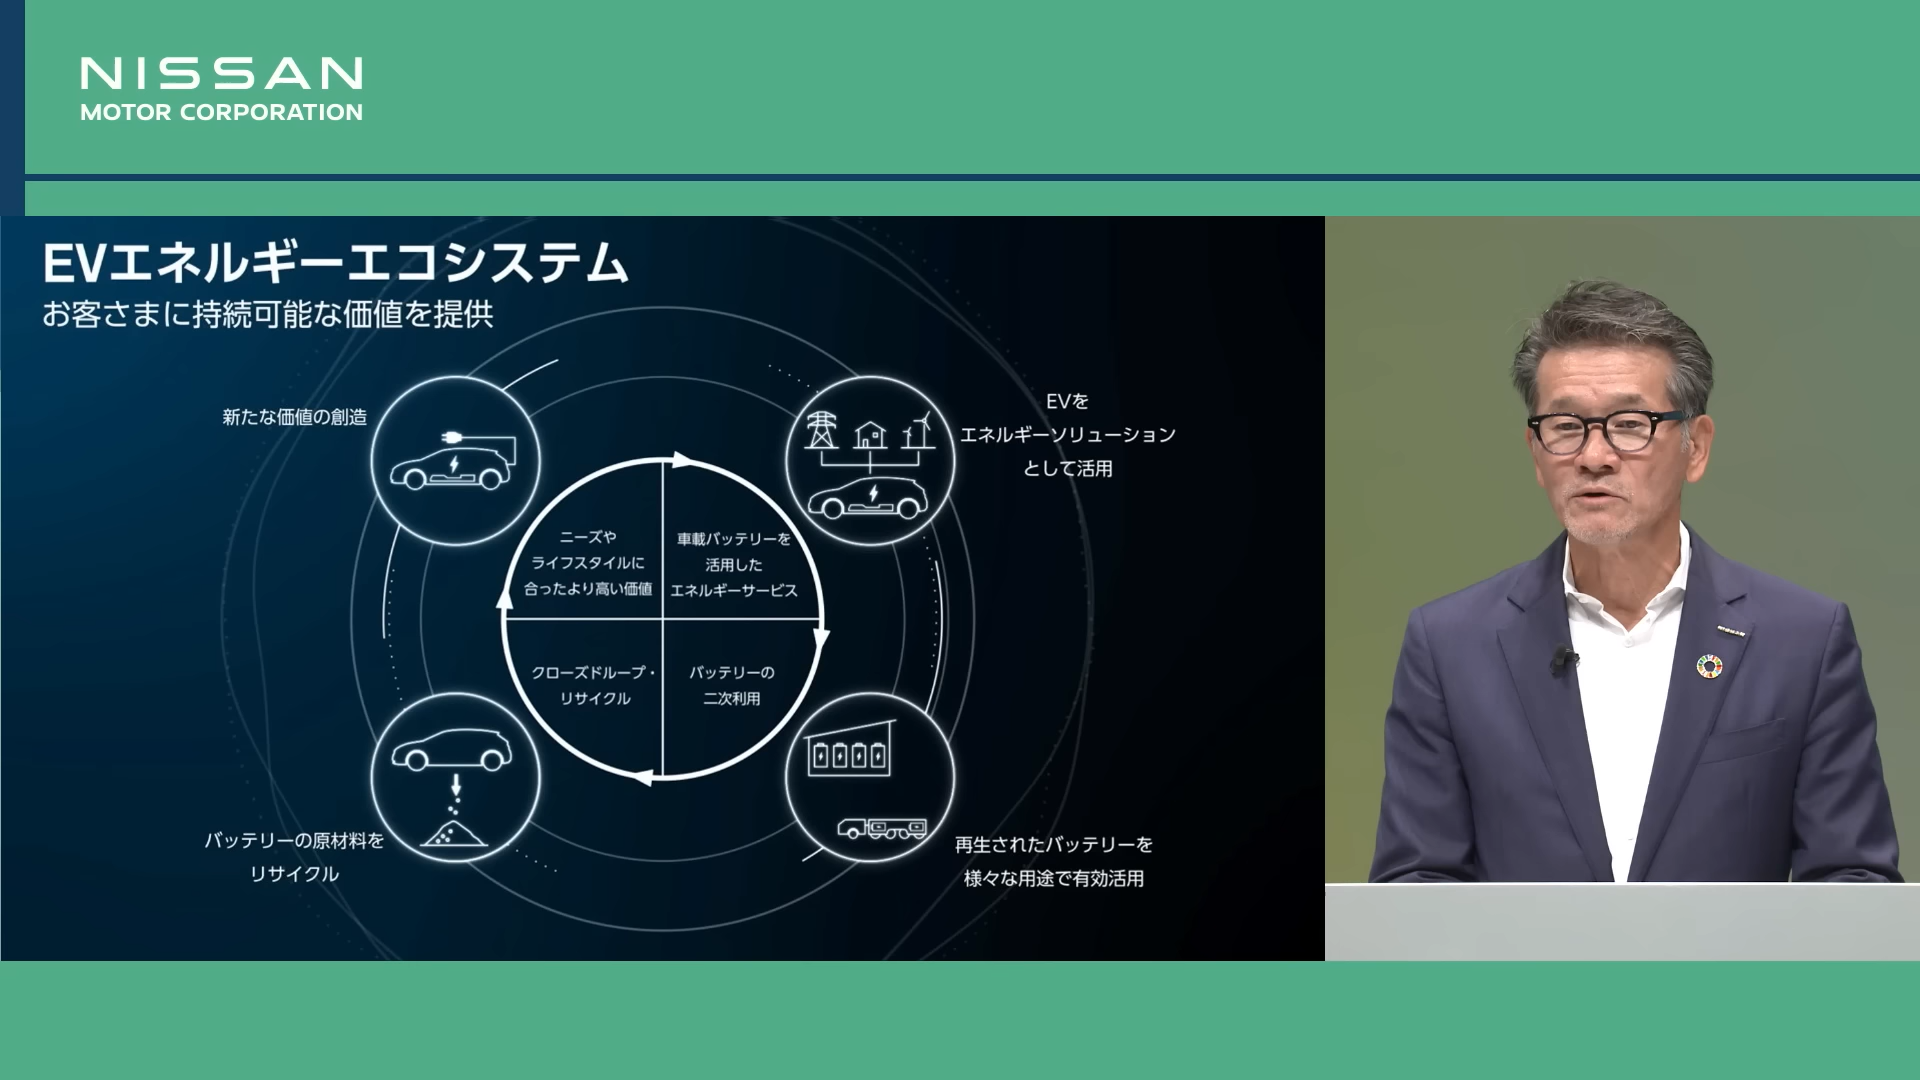 NISSAN
MOTOR CORPORATION
EVエネルギーエコシステム
お客さまに持続可能な価値を提供
新たな価値の創造
EVを
エネルギーソリューション
として活用
ニーズや
ライフスタイルに
合ったより高い価値
車載バッテリーを
活用した
エネルギーサービス
クローズドループ・
リサイクル
バッテリーの
二次利用
バッテリーの原材料を
リサイクル
再生されたバッテリーを
様々な用途で有効活用
NISSAN